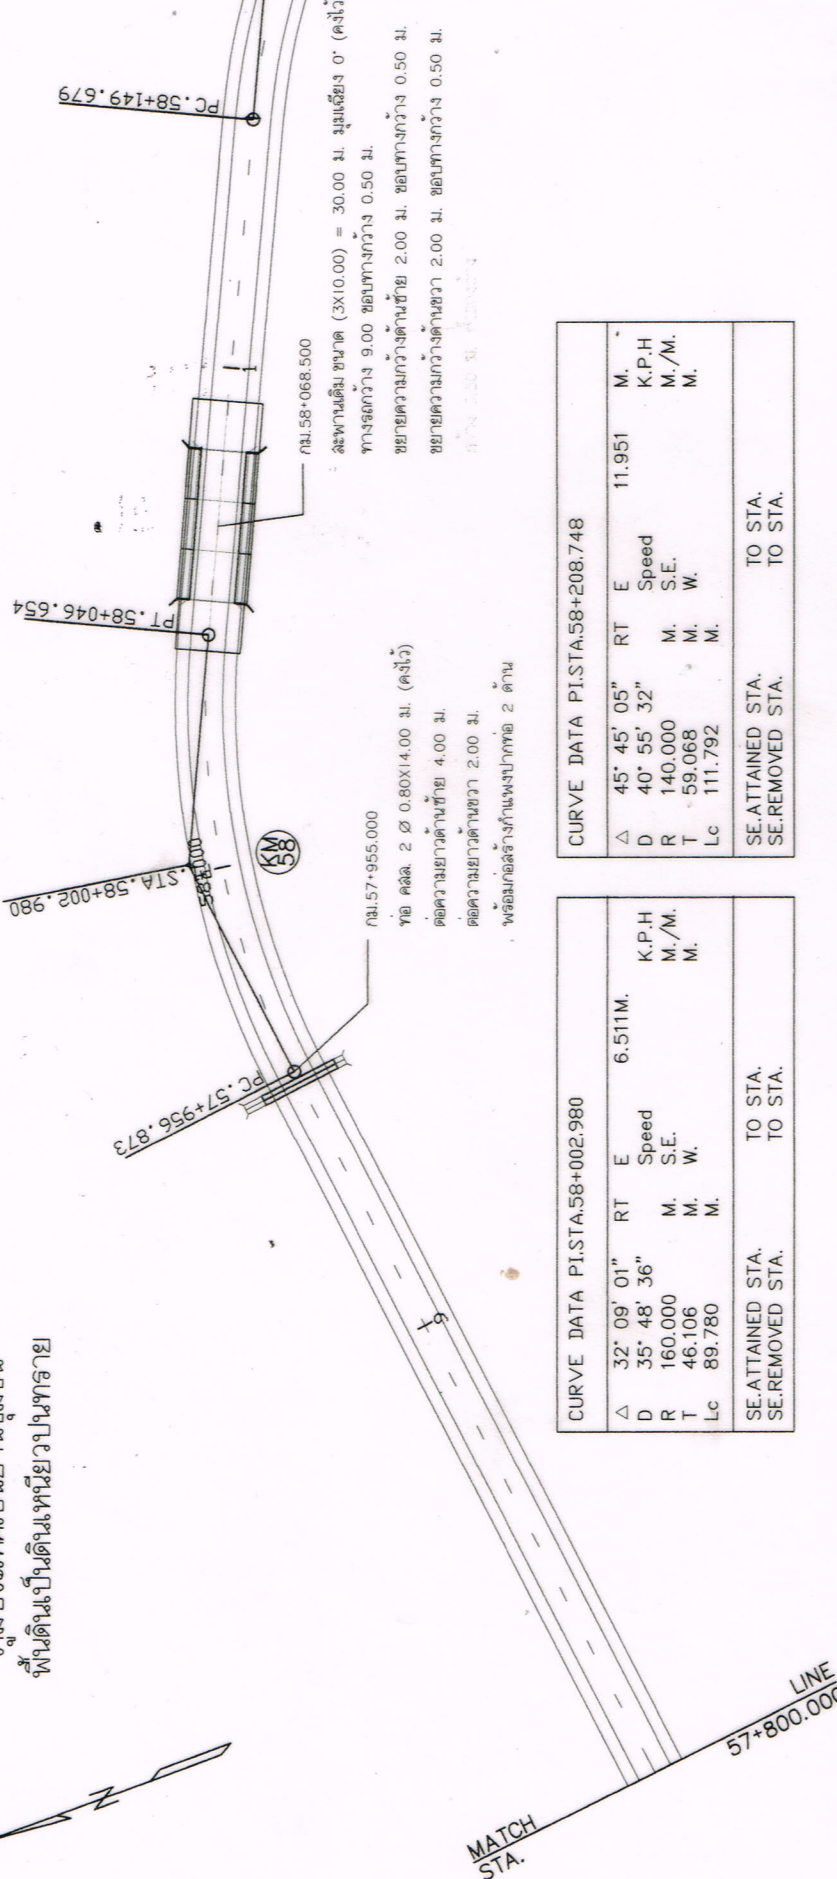 พื้นดินเป็นดินเหนียวปนทราย
N
MATCH LINE
STA. 57+800.000
9
PC.57+956.873
STA.58+002.980
58+000
KM
58
PT.58+046.654
1
PC.58+149.679
กม.57+955.000
ท่อ คสล. 2 Ø 0.80X14.00 ม. (คงไว้)
ต่อความยาวด้านซ้าย 4.00 ม.
ต่อความยาวด้านขวา 2.00 ม.
พร้อมก่อสร้างกำแพงปากท่อ 2 ด้าน
กม.58+068.500
สะพานเดิม ขนาด (3X10.00) = 30.00 ม. มุมเฉียง 0° (คงไว้
ทางรถกว้าง 9.00 ขอบทางกว้าง 0.50 ม.
ขยายความกว้างด้านซ้าย 2.00 ม. ขอบทางกว้าง 0.50 ม.
ขยายความกว้างด้านขวา 2.00 ม. ขอบทางกว้าง 0.50 ม.
CURVE DATA PI.STA.58+002.980
△ 32° 09' 01" RT E 6.511M.
D 35° 48' 36" Speed K.P.H
R 160.000 M. S.E. M./M.
T 46.106 M. W. M.
Lc 89.780 M.
SE.ATTAINED STA. TO STA.
SE.REMOVED STA. TO STA.
CURVE DATA PI.STA.58+208.748
△ 45° 45' 05" RT E 11.951 M.
D 40° 55' 32" Speed K.P.H
R 140.000 M. S.E. M./M.
T 59.068 M. W. M.
Lc 111.792 M.
SE.ATTAINED STA. TO STA.
SE.REMOVED STA. TO STA.